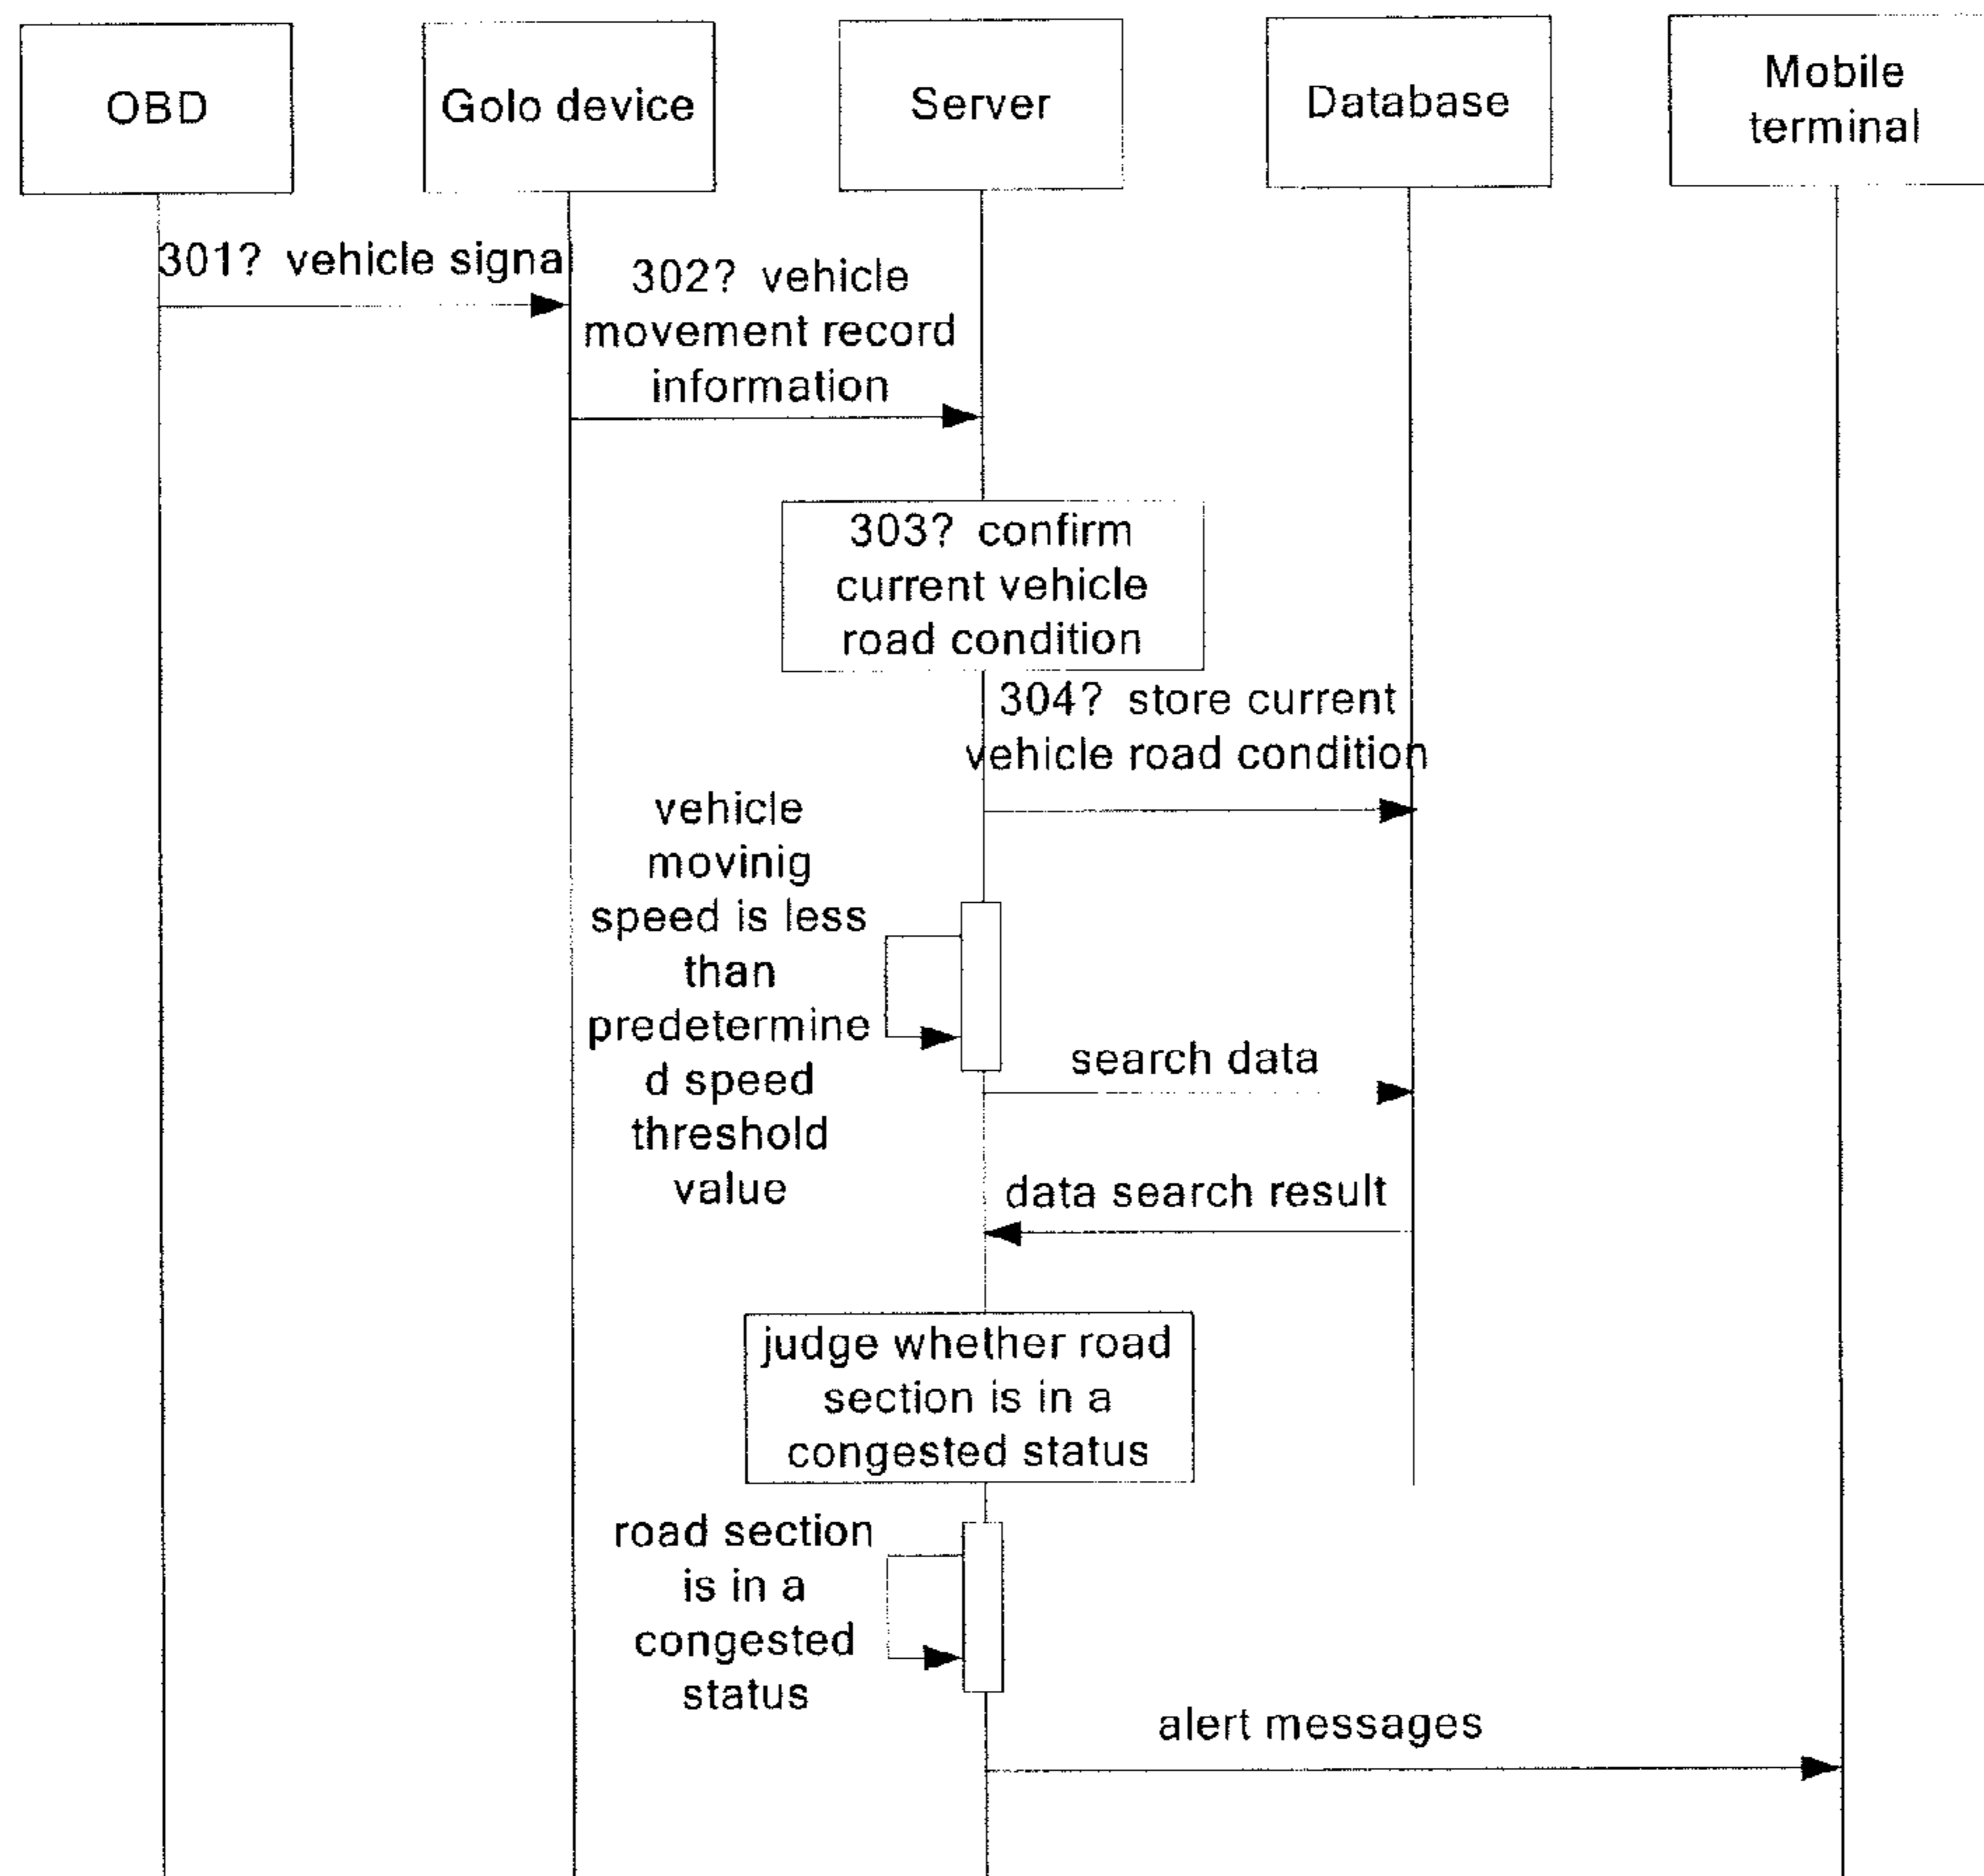 OBD
Golo device
Server
Database
Mobile
terminal
301? vehicle signa
302? vehicle
movement record
information
303? confirm
current vehicle
road condition
304? store current
vehicle road condition
vehicle
movinig
speed is less
than
predetermine
d speed
threshold
value
search data
data search result
judge whether road
section is in a
congested status
road section
is in a
congested
status
alert messages